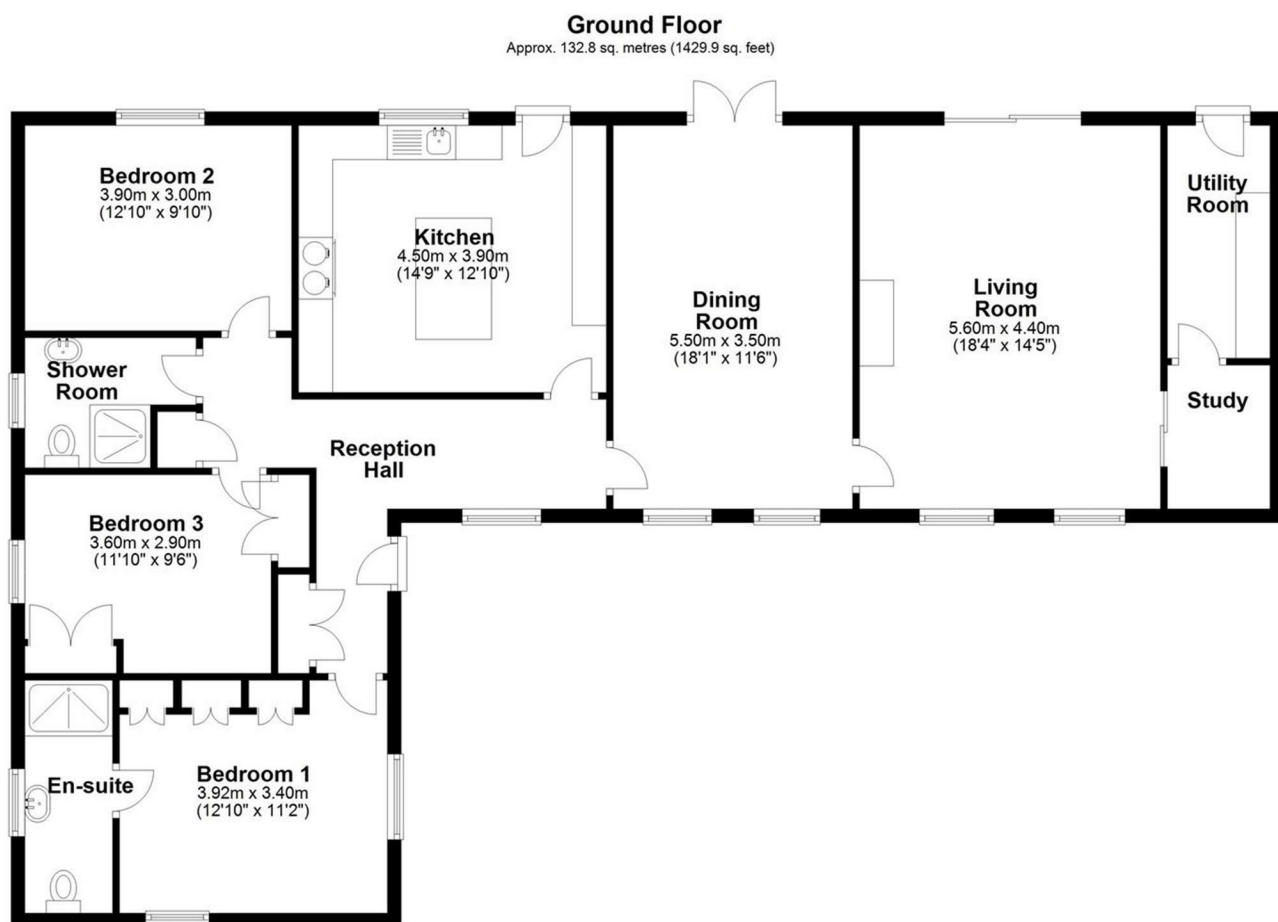 Ground Floor
Approx. 132.8 sq. metres (1429.9 sq. feet)
Bedroom 2
3.90m x 3.00m
(12'10" x 9'10")
Kitchen
4.50m x 3.90m
(14'9" x 12'10")
Dining
Room
5.50m x 3.50m
(18'1" x 11'6")
Living
Room
5.60m x 4.40m
(18'4" x 14'5")
Utility
Room
Study
Shower
Room
Reception
Hall
Bedroom 3
3.60m x 2.90m
(11'10" x 9'6")
En-suite
Bedroom 1
3.92m x 3.40m
(12'10" x 11'2")